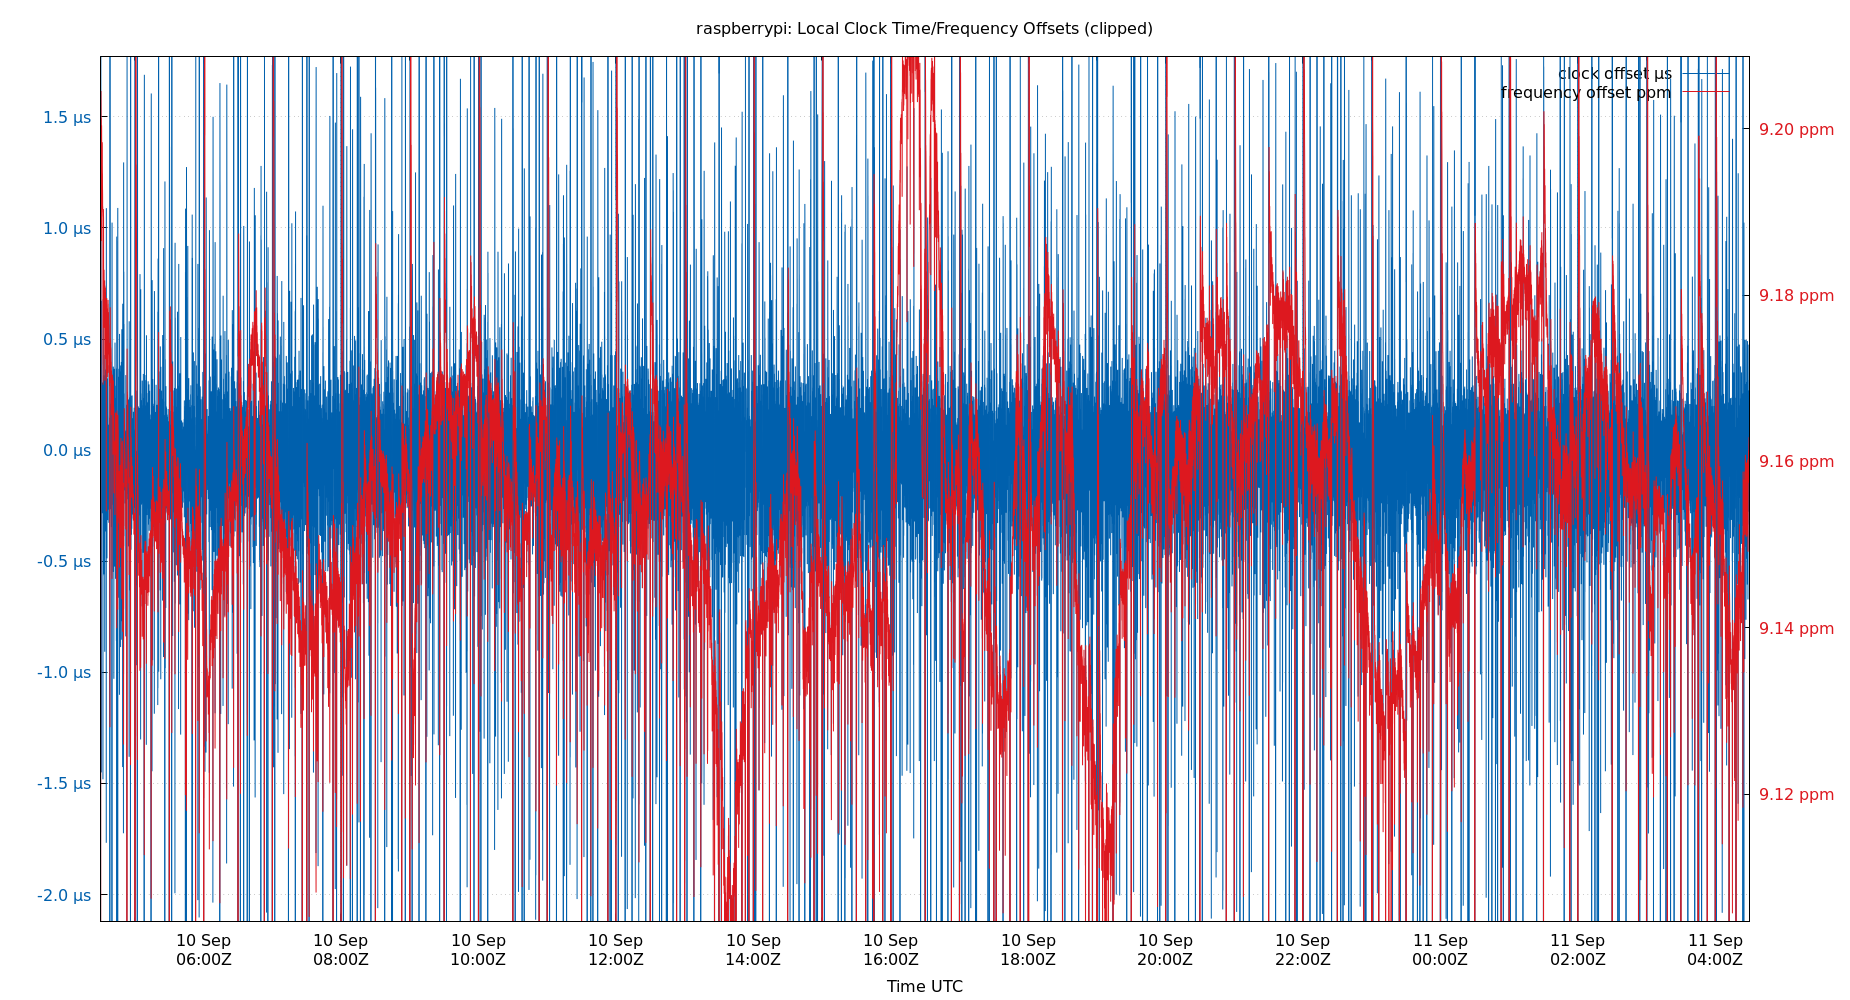 raspberrypi: Local Clock Time/Frequency Offsets (clipped)
clock offset µs
frequency offset ppm
1.5 µs
1.0 µs
0.5 µs
0.0 µs
-0.5 µs
-1.0 µs
-1.5 µs
-2.0 µs
9.20 ppm
9.18 ppm
9.16 ppm
9.14 ppm
9.12 ppm
10 Sep
06:00Z
10 Sep
08:00Z
10 Sep
10:00Z
10 Sep
12:00Z
10 Sep
14:00Z
10 Sep
16:00Z
10 Sep
18:00Z
10 Sep
20:00Z
10 Sep
22:00Z
11 Sep
00:00Z
11 Sep
02:00Z
11 Sep
04:00Z
Time UTC